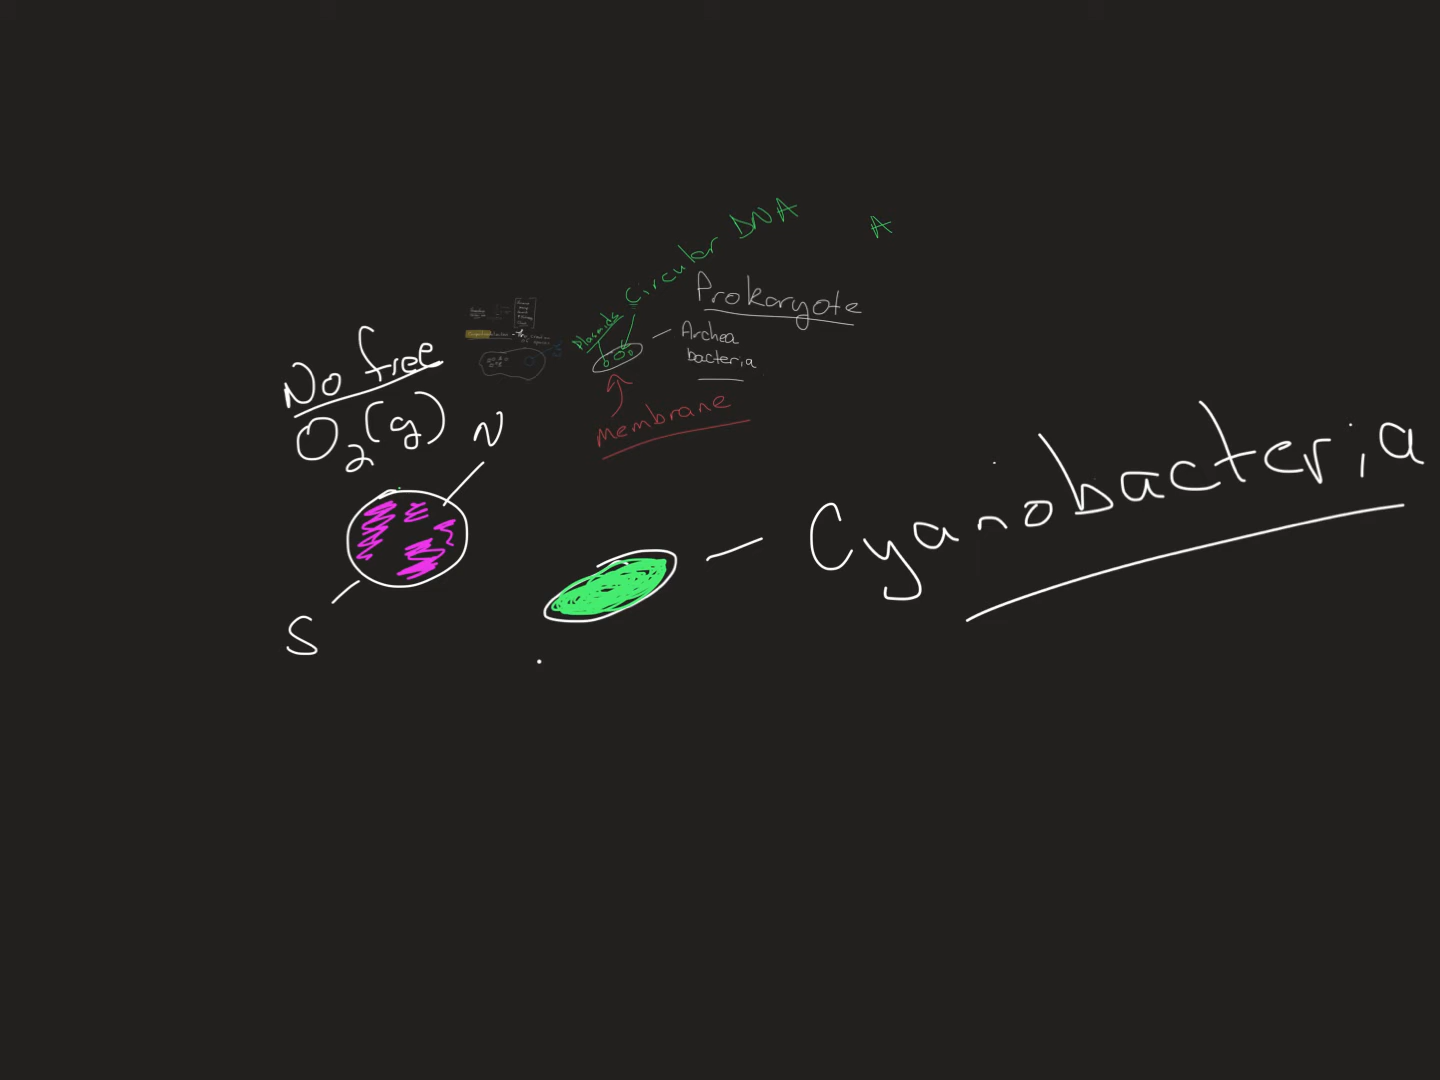 Circular DNA
A
Prokaryote
Plasmids
Archea
bacteria
Membrane
No free
O₂(g)
N
S
Cyanobacteria